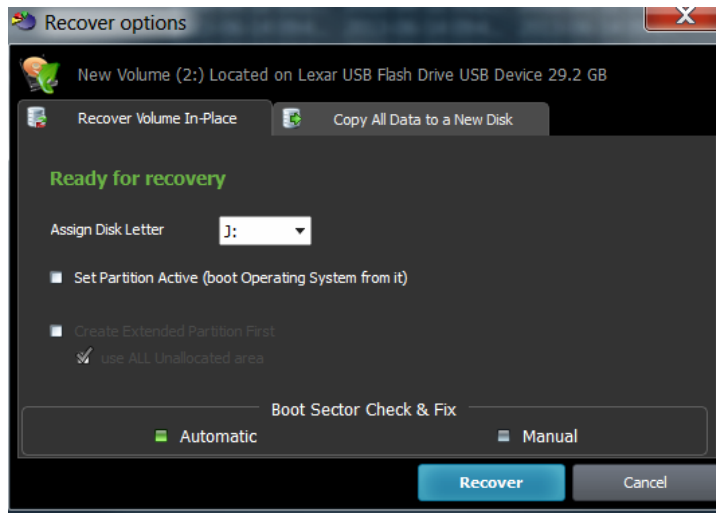 Recover options
X
New Volume (2:) Located on Lexar USB Flash Drive USB Device 29.2 GB
Recover Volume In-Place
Copy All Data to a New Disk
Ready for recovery
Assign Disk Letter
J:
Set Partition Active (boot Operating System from it)
Create Extended Partition First
use ALL Unallocated area
Boot Sector Check & Fix
Automatic
Manual
Recover
Cancel